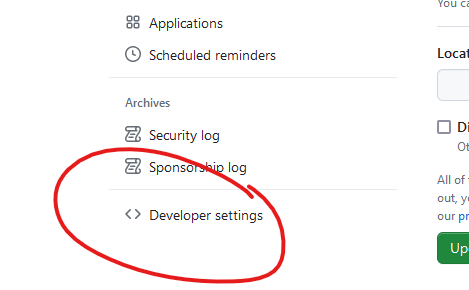 You ca
Applications
Scheduled reminders
Locat
Archives
Security log
Di
Ot
Sponsorship log
All of
out, y
our pr
Developer settings
Up